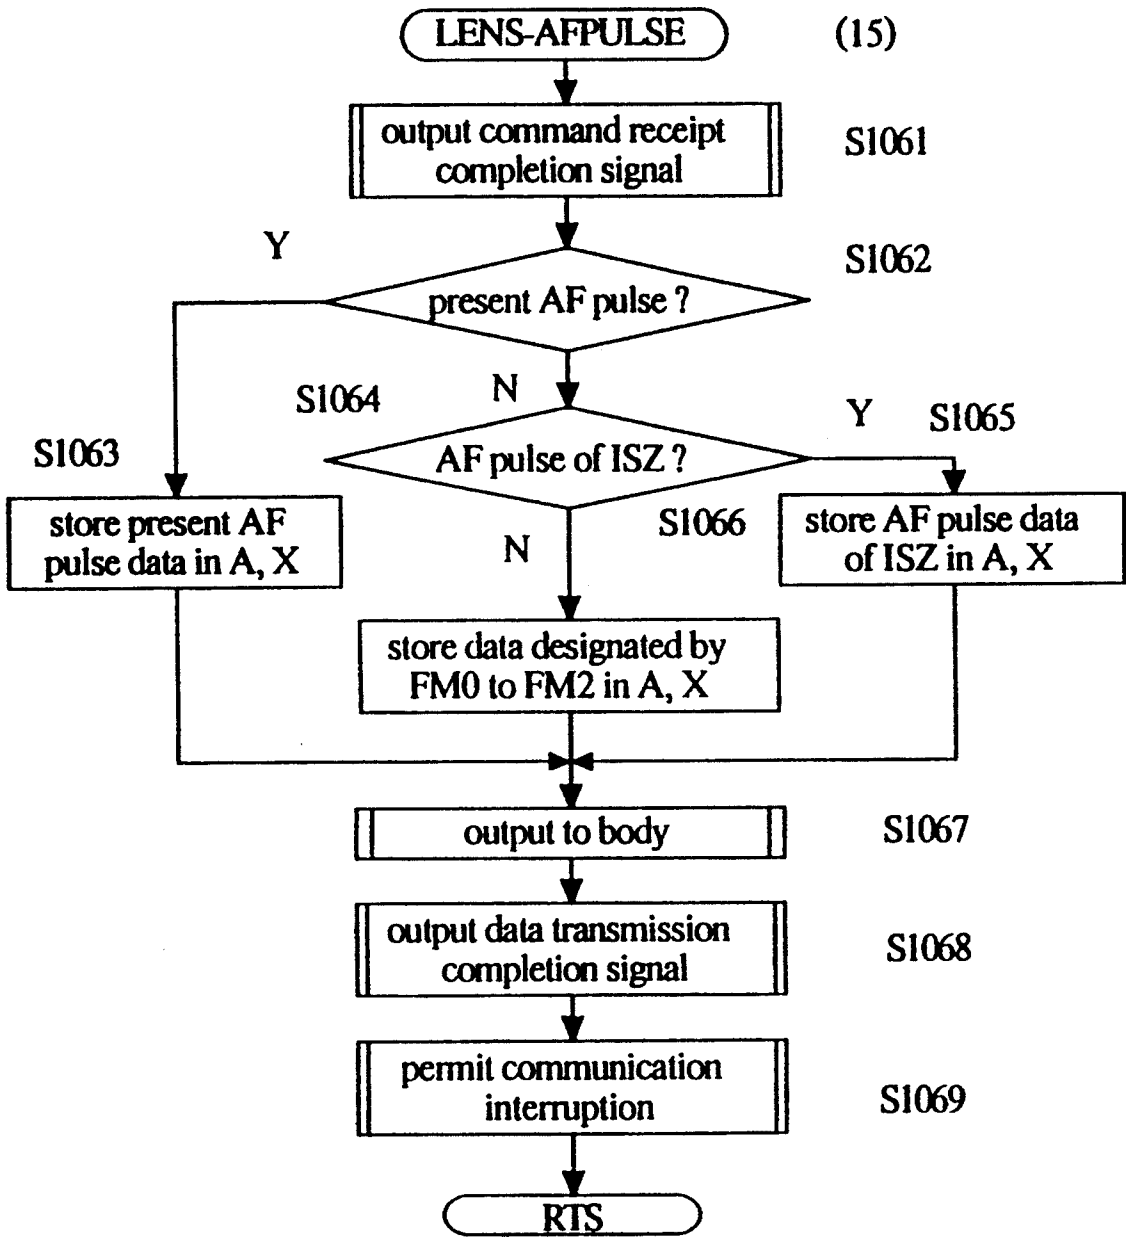 LENS-AFPULSE
(15)
output command receipt
completion signal
S1061
Y
S1062
present AF pulse ?
N
S1064
Y
S1065
S1063
AF pulse of ISZ ?
store present AF
pulse data in A, X
N
S1066
store AF pulse data
of ISZ in A, X
store data designated by
FM0 to FM2 in A, X
output to body
S1067
output data transmission
completion signal
S1068
permit communication
interruption
S1069
RTS